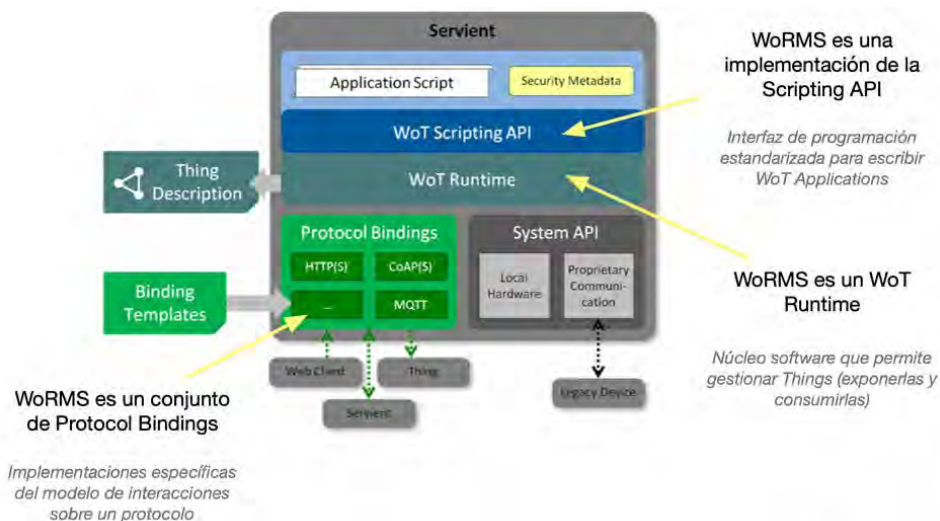 Servient
Application Script
Security Metadata
WoT Scripting API
WoT Runtime
Thing
Description
Protocol Bindings
HTTP(S)
CoAP(S)
...
MQTT
System API
Local
Hardware
Proprietary
Communi-
cation
Binding
Templates
Web Client
Thing
Servient
Legacy Device
WoRMS es una
implementación de la
Scripting API
Interfaz de programación
estandarizada para escribir
WoT Applications
WoRMS es un WoT
Runtime
Núcleo software que permite
gestionar Things (exponerlas y
consumirlas)
WoRMS es un conjunto
de Protocol Bindings
Implementaciones específicas
del modelo de interacciones
sobre un protocolo